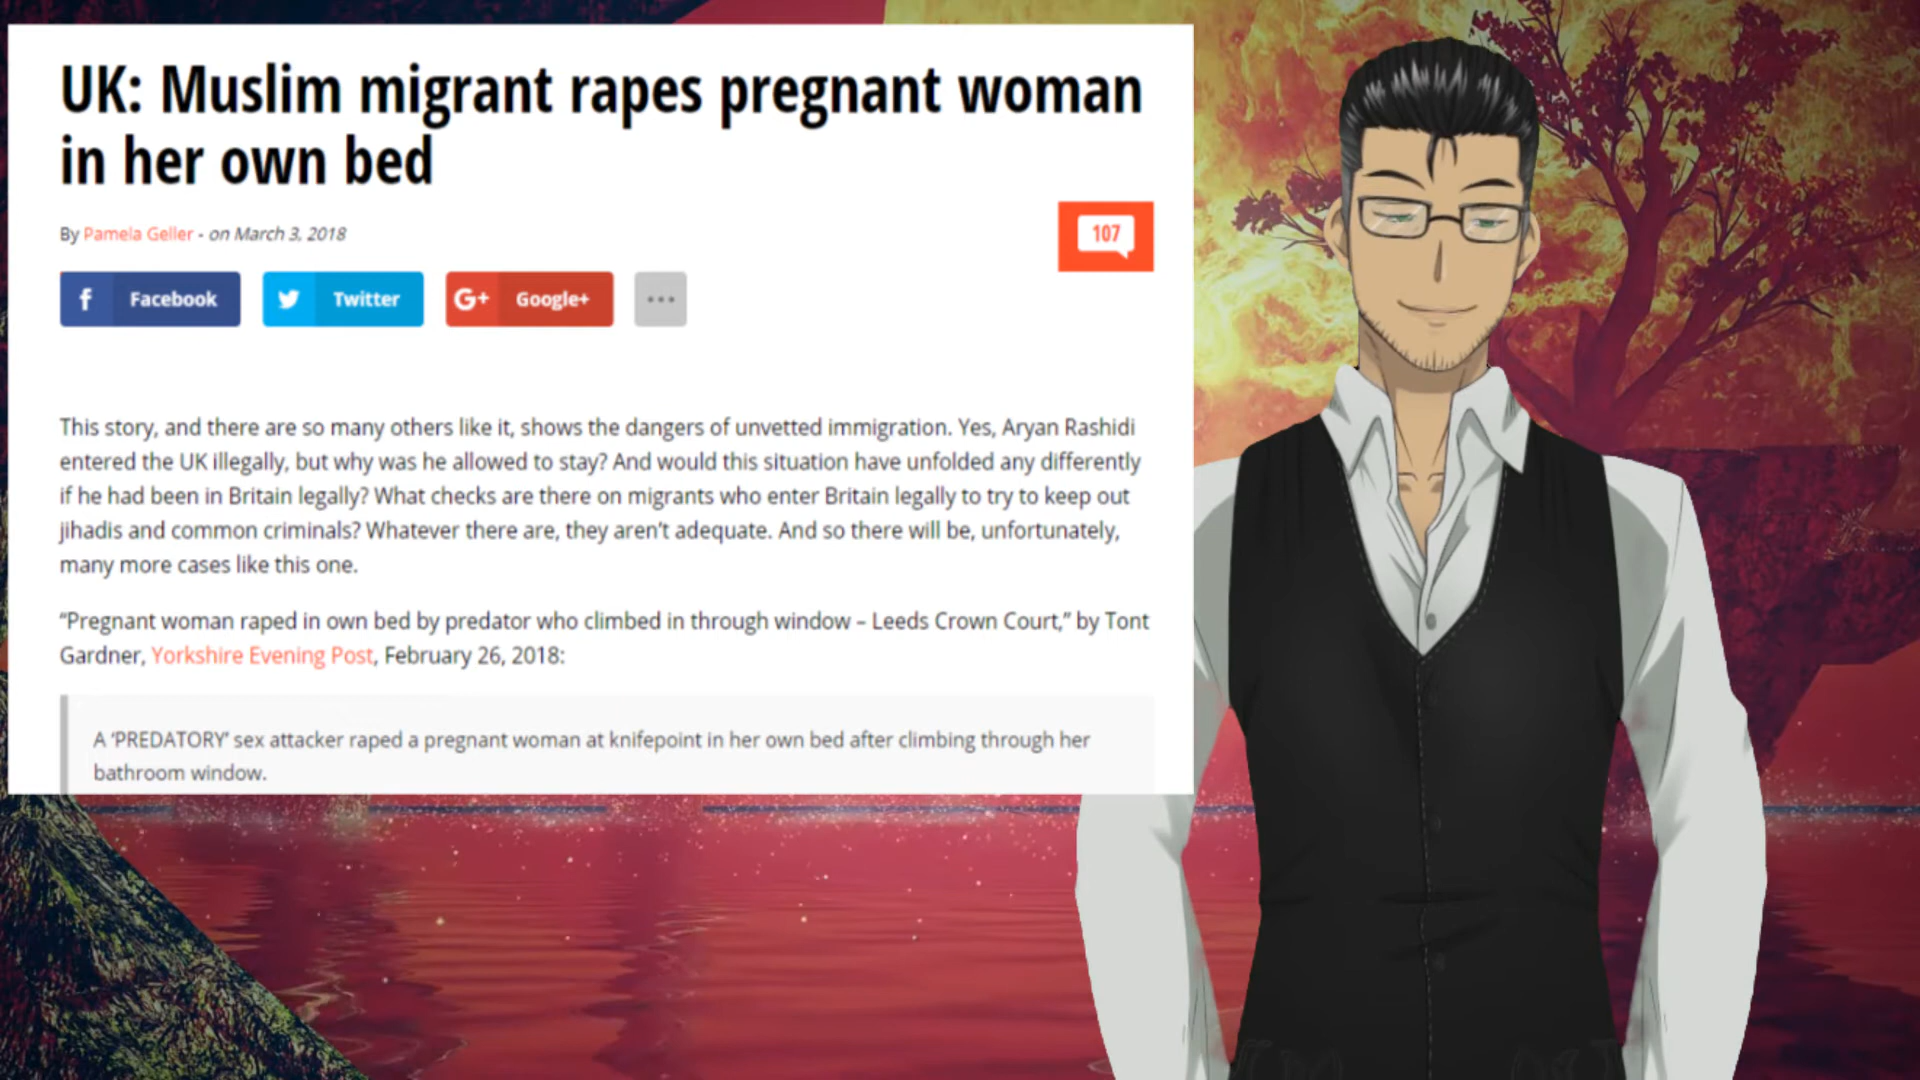 UK: Muslim migrant rapes pregnant woman
in her own bed
By Pamela Geller - on March 3, 2018
107
f Facebook
Twitter
G+ Google+
...
This story, and there are so many others like it, shows the dangers of unvetted immigration. Yes, Aryan Rashidi
entered the UK illegally, but why was he allowed to stay? And would this situation have unfolded any differently
if he had been in Britain legally? What checks are there on migrants who enter Britain legally to try to keep out
jihadis and common criminals? Whatever there are, they aren’t adequate. And so there will be, unfortunately,
many more cases like this one.
“Pregnant woman raped in own bed by predator who climbed in through window – Leeds Crown Court,” by Tont
Gardner, Yorkshire Evening Post, February 26, 2018:
A ‘PREDATORY’ sex attacker raped a pregnant woman at knifepoint in her own bed after climbing through her
bathroom window.